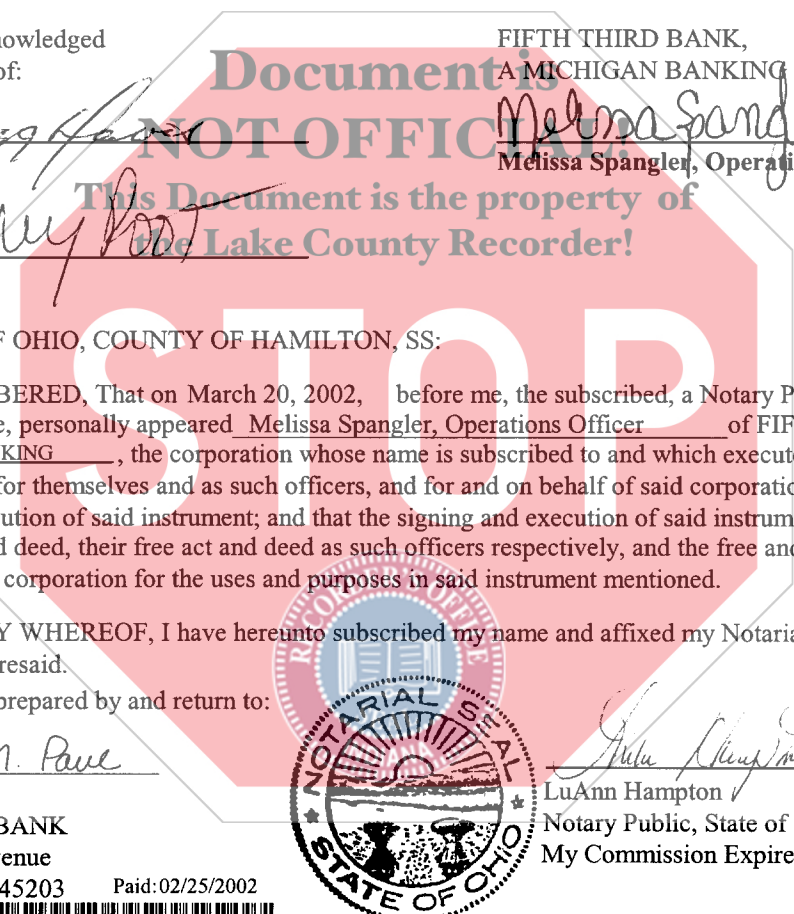 nowledged
of:
FIFTH THIRD BANK,
A MICHIGAN BANKING
Document is
NOT OFFICIAL!
This Document is the property of
the Lake County Recorder!
STOP
Melissa Spangler, Operati
F OHIO, COUNTY OF HAMILTON, SS:
BERED, That on March 20, 2002, before me, the subscribed, a Notary P
e, personally appeared Melissa Spangler, Operations Officer of FIF
KING, the corporation whose name is subscribed to and which execute
for themselves and as such officers, and for and on behalf of said corporatio
ution of said instrument; and that the signing and execution of said instrum
d deed, their free act and deed as such officers respectively, and the free and
corporation for the uses and purposes in said instrument mentioned.
Y WHEREOF, I have hereunto subscribed my name and affixed my Notaria
resaid.
prepared by and return to:
RECORDER'S OFFICE
NOTARIAL SEAL
STATE OF OHIO
LuAnn Hampton
Notary Public, State of
My Commission Expire
BANK
venue
45203 Paid:02/25/2002